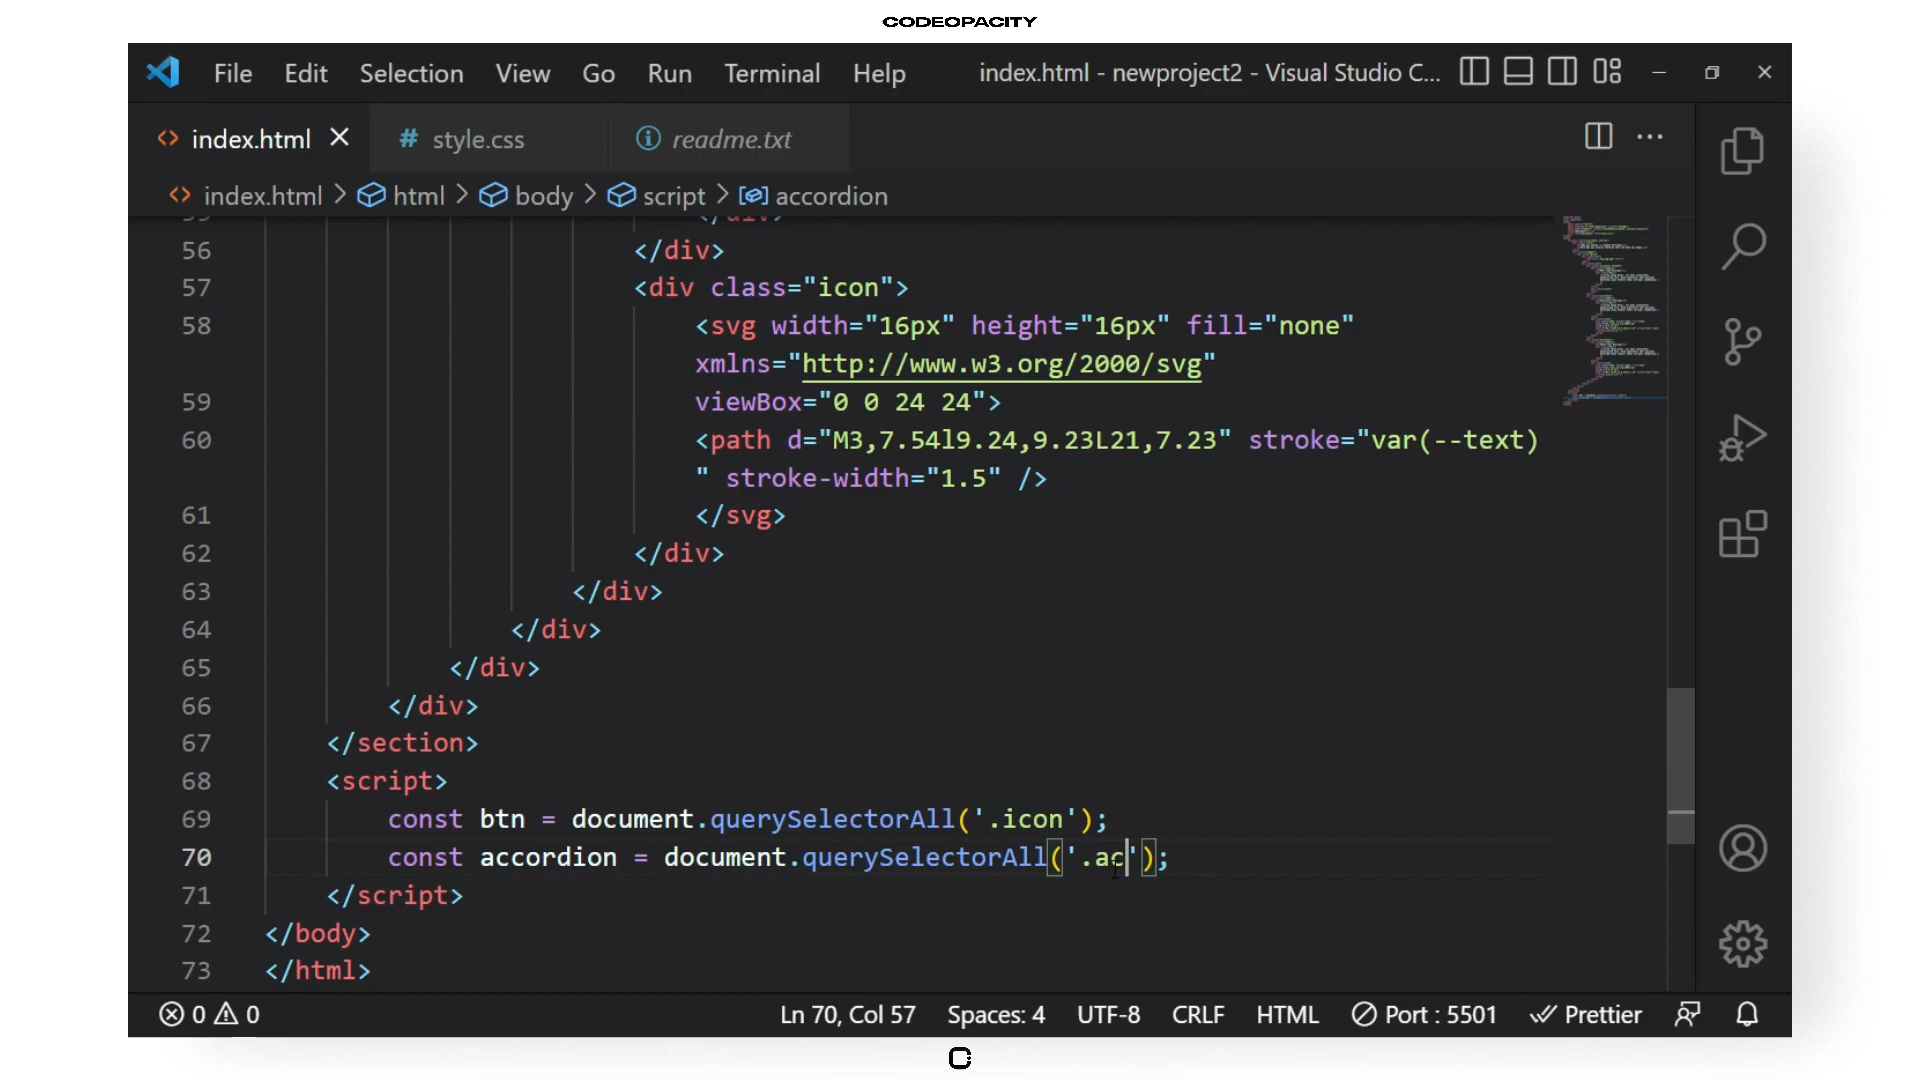 CODEOPACITY
File Edit Selection View Go Run Terminal Help index.html - newproject2 - Visual Studio C...
index.html style.css readme.txt
index.html > html > body > script > accordion
55 </div>
56 </div>
57 <div class="icon">
58 <svg width="16px" height="16px" fill="none"
xmlns="http://www.w3.org/2000/svg"
59 viewBox="0 0 24 24">
60 <path d="M3,7.54l9.24,9.23L21,7.23" stroke="var(--text)
" stroke-width="1.5" />
61 </svg>
62 </div>
63 </div>
64 </div>
65 </div>
66 </div>
67 </section>
68 <script>
69 const btn = document.querySelectorAll('.icon');
70 const accordion = document.querySelectorAll('.ac');
71 </script>
72 </body>
73 </html>
0 0 Ln 70, Col 57 Spaces: 4 UTF-8 CRLF HTML Port : 5501 Prettier